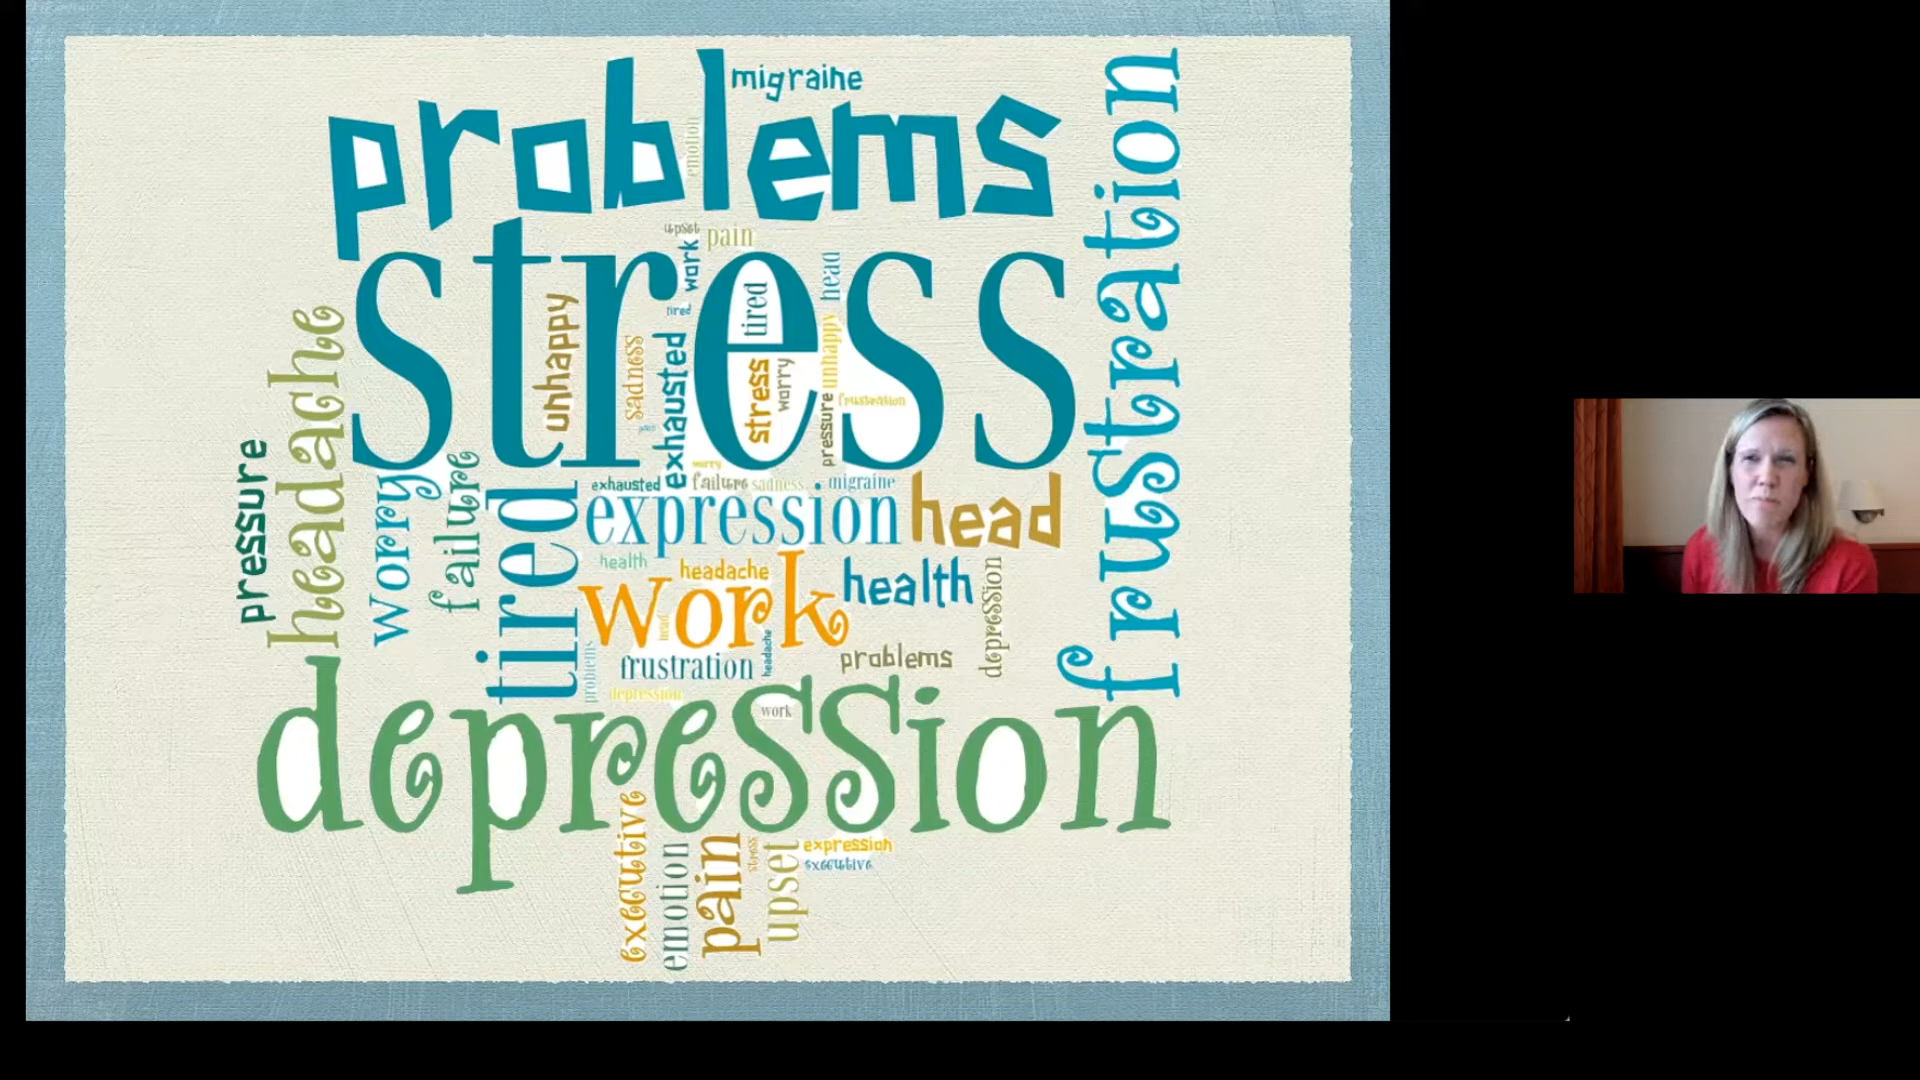 migraine
problems
emotion
frustration
upset
pain
work
stress
head
tired
tired
unhappy
sadness
exhausted
stress
worry
unhappy
pressure
frustration
headache
pressure
worry
failure
tired
worry
exhausted
failure
sadness
migraine
expression
head
health
headache
work
health
depression
head
headache
problems
frustration
problems
depression
work
depression
executive
emotion
pain
stress
upset
expression
executive